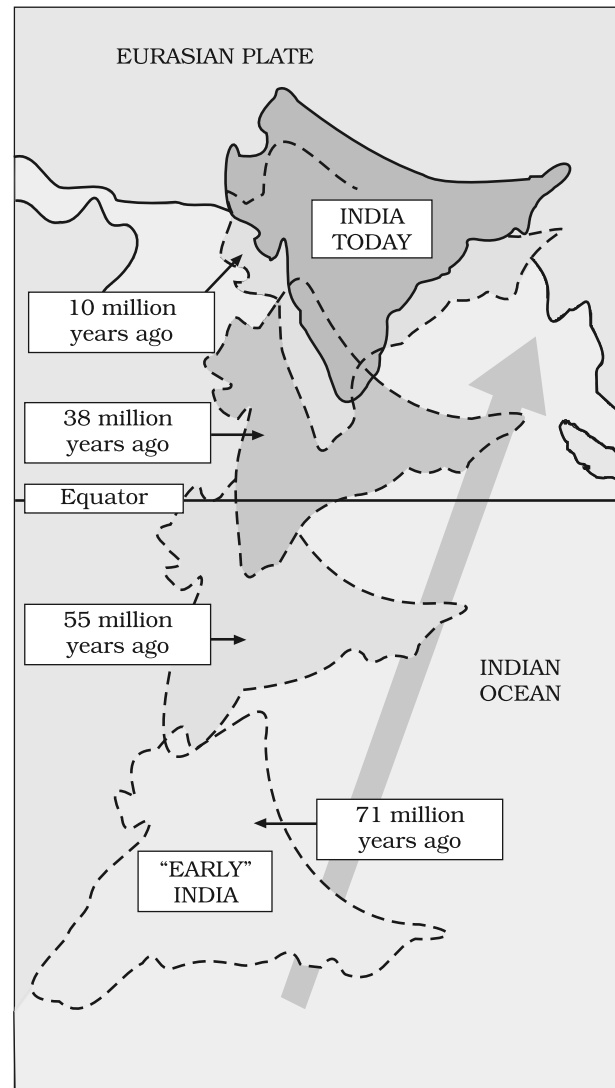 EURASIAN PLATE
INDIA
TODAY
10 million
years ago
38 million
years ago
Equator
55 million
years ago
INDIAN
OCEAN
71 million
years ago
“EARLY”
INDIA